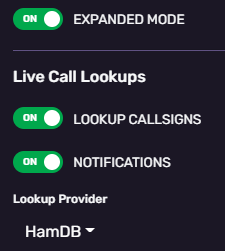 ON EXPANDED MODE
Live Call Lookups
ON LOOKUP CALLSIGNS
ON NOTIFICATIONS
Lookup Provider
HamDB